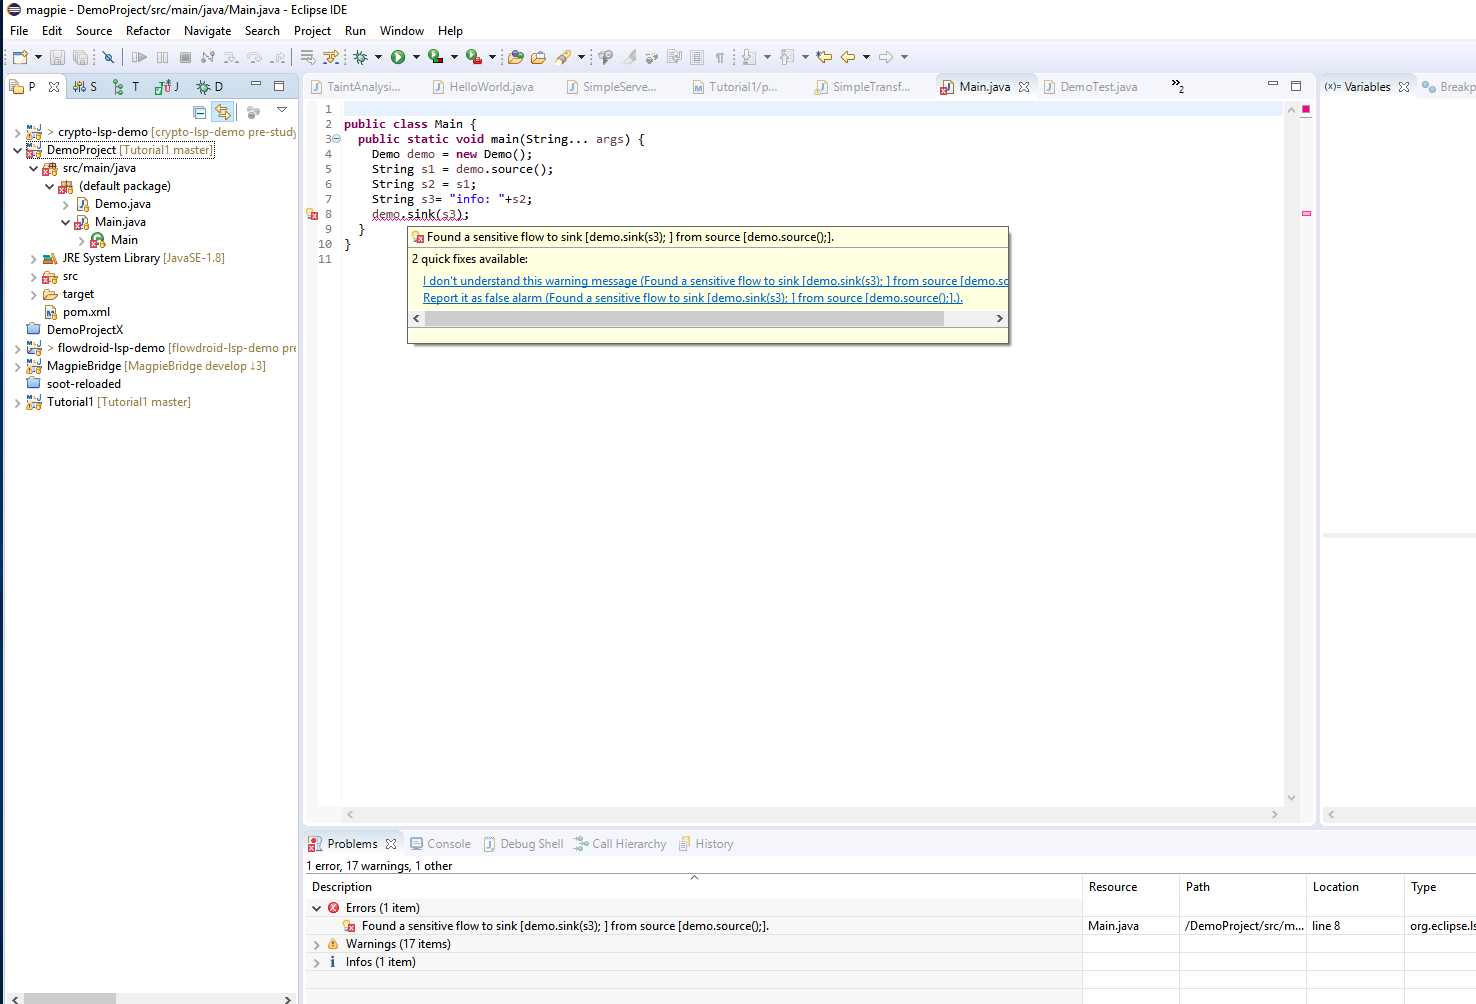 magpie - DemoProject/src/main/java/Main.java - Eclipse IDE
File Edit Source Refactor Navigate Search Project Run Window Help
P S T J D
> crypto-lsp-demo [crypto-lsp-demo pre-study
DemoProject [Tutorial1 master]
src/main/java
(default package)
Demo.java
Main.java
Main
JRE System Library [JavaSE-1.8]
src
target
pom.xml
DemoProjectX
> flowdroid-lsp-demo [flowdroid-lsp-demo pre
MagpieBridge [MagpieBridge develop ↓3]
soot-reloaded
Tutorial1 [Tutorial1 master]
TaintAnalysi... HelloWorld.java SimpleServe... Tutorial1/p... SimpleTransf... Main.java DemoTest.java »2
1
2 public class Main {
3 public static void main(String... args) {
4 Demo demo = new Demo();
5 String s1 = demo.source();
6 String s2 = s1;
7 String s3= "info: "+s2;
8 demo.sink(s3);
9 }
10 }
11
Found a sensitive flow to sink [demo.sink(s3); ] from source [demo.source();].
2 quick fixes available:
I don't understand this warning message (Found a sensitive flow to sink [demo.sink(s3); ] from source [demo.so
Report it as false alarm (Found a sensitive flow to sink [demo.sink(s3); ] from source [demo.source();].).
(x)= Variables Breakp
Problems Console Debug Shell Call Hierarchy History
1 error, 17 warnings, 1 other
Description Resource Path Location Type
Errors (1 item)
Found a sensitive flow to sink [demo.sink(s3); ] from source [demo.source();]. Main.java /DemoProject/src/m... line 8 org.eclipse.ls
Warnings (17 items)
Infos (1 item)